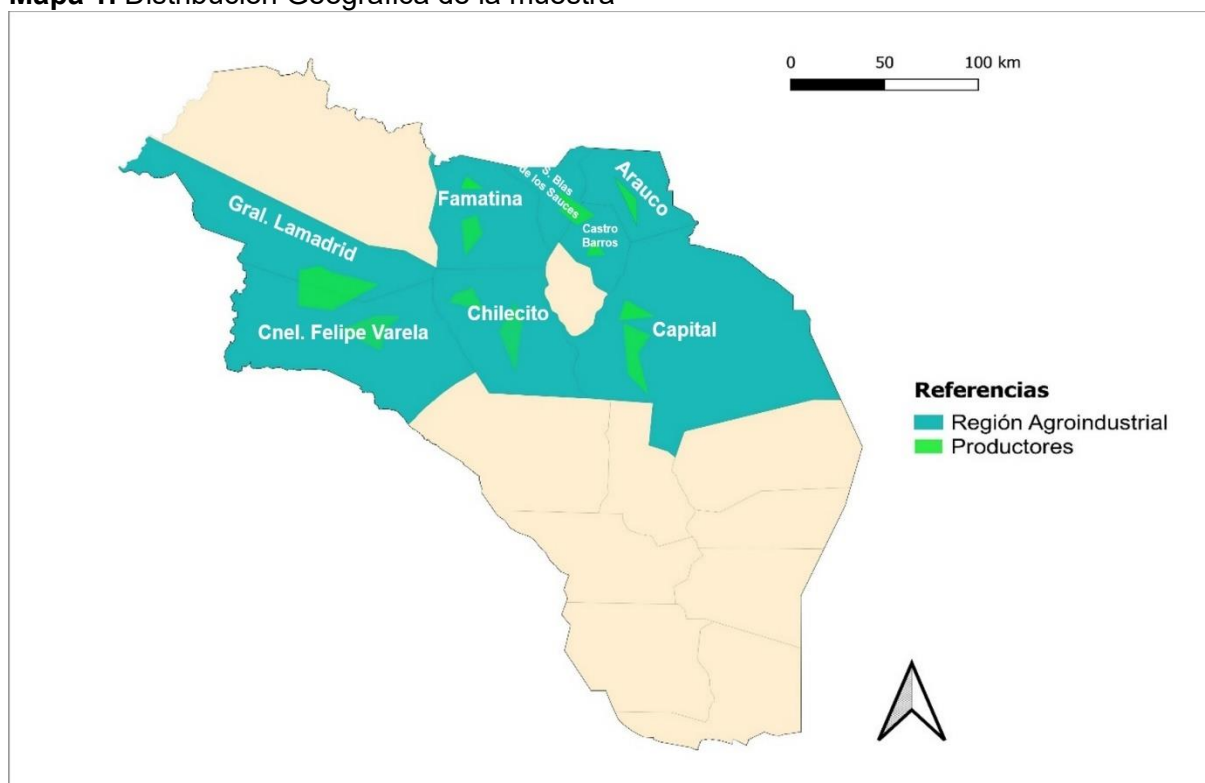 Mapa 1. Distribución Geográfica de la muestra
0 50 100 km
S. Blas
de los Sauces
Arauco
Famatina
Castro
Barros
Gral. Lamadrid
Chilecito
Capital
Cnel. Felipe Varela
Referencias
Región Agroindustrial
Productores